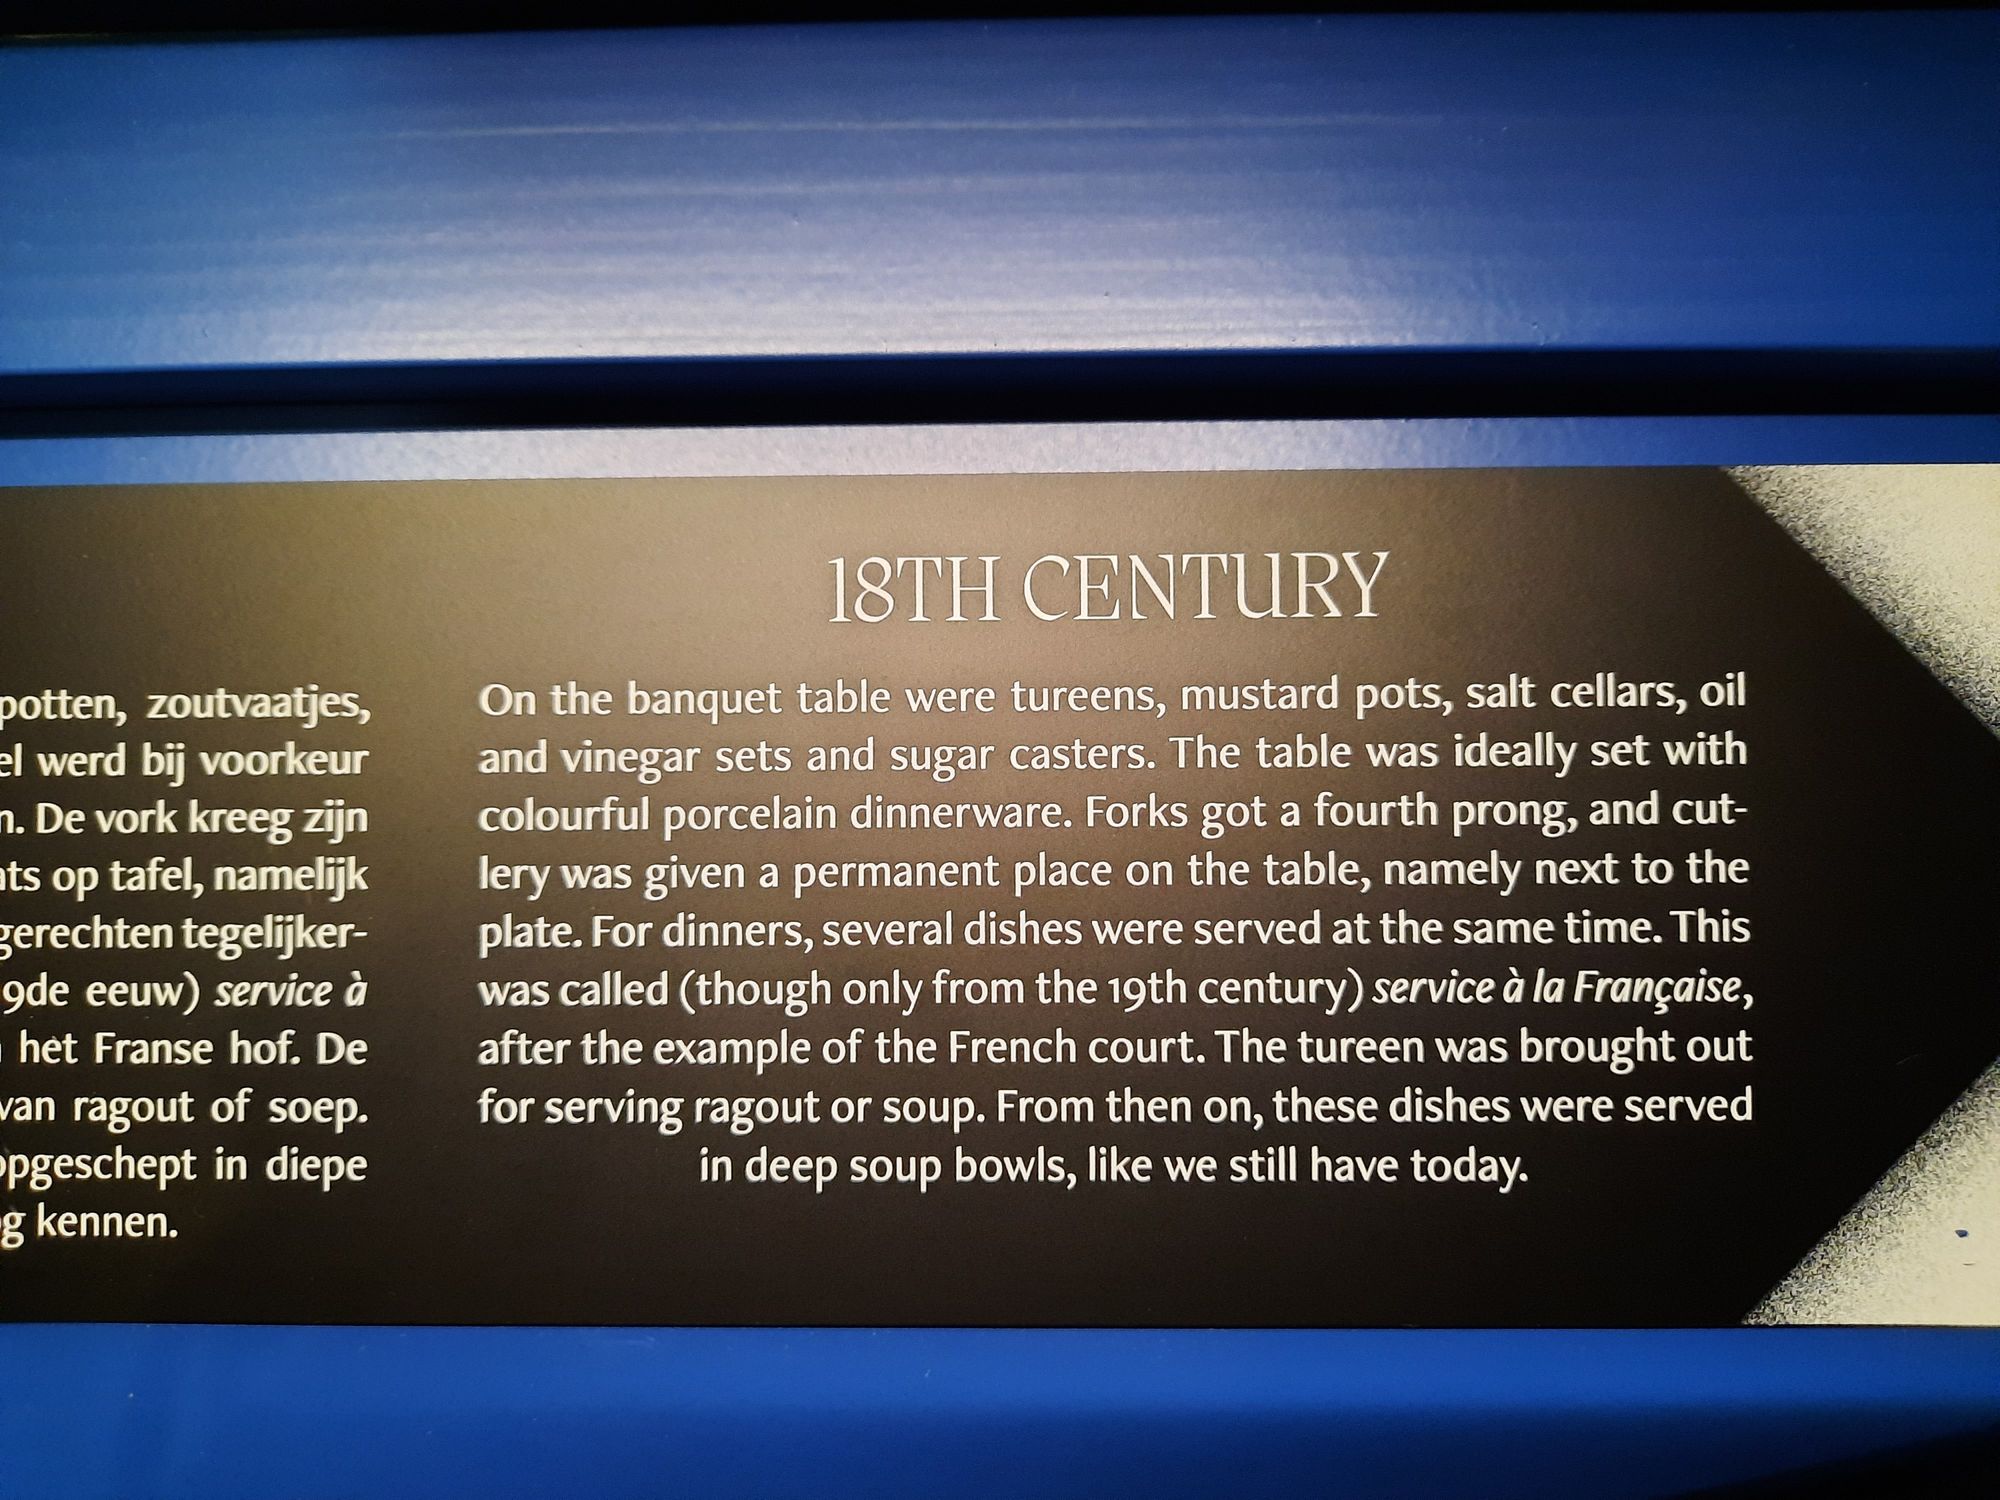 potten, zoutvaatjes,
werd bij voorkeur
De vork kreeg zijn
op tafel, namelijk
gerechten tegelijker-
9de eeuw) service à
het Franse hof. De
van ragout of soep.
opgeschept in diepe
kennen.
18TH CENTURY
On the banquet table were tureens, mustard pots, salt cellars, oil
and vinegar sets and sugar casters. The table was ideally set with
colourful porcelain dinnerware. Forks got a fourth prong, and cut-
lery was given a permanent place on the table, namely next to the
plate. For dinners, several dishes were served at the same time. This
was called (though only from the 19th century) service à la Française,
after the example of the French court. The tureen was brought out
for serving ragout or soup. From then on, these dishes were served
in deep soup bowls, like we still have today.